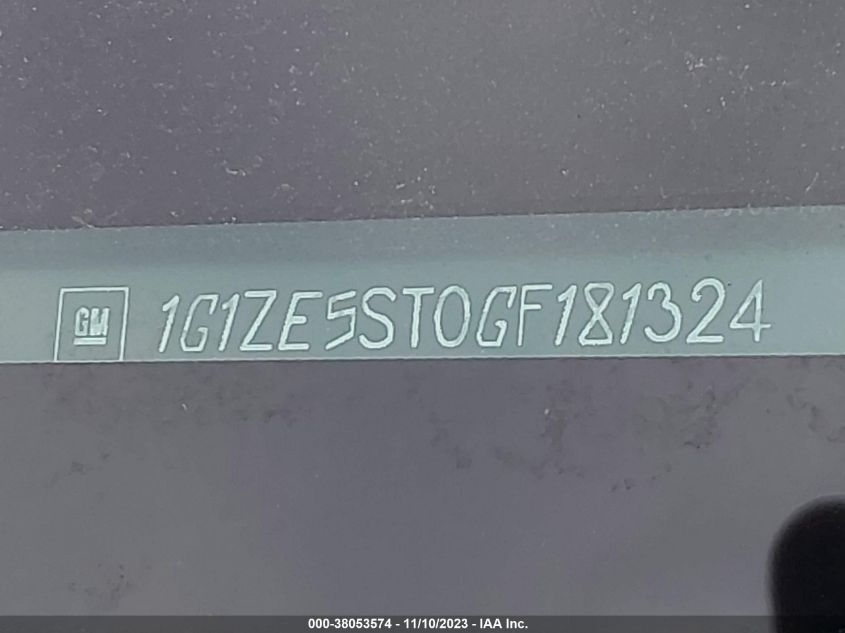 GM 1G1ZE5ST0GF181324
000-38053574 - 11/10/2023 - IAA Inc.